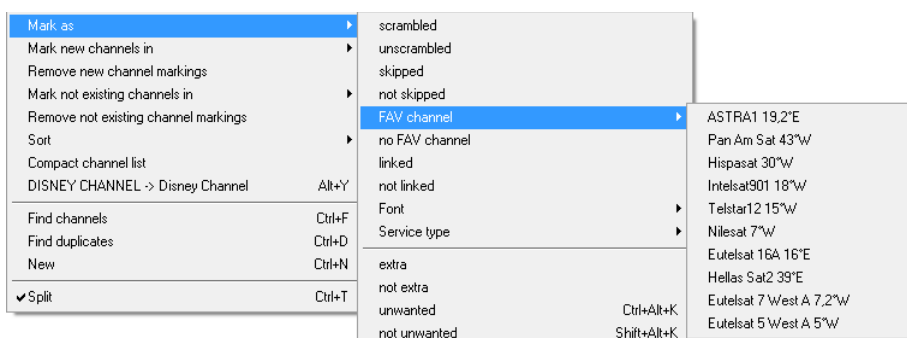 Mark as
Mark new channels in
Remove new channel markings
Mark not existing channels in
Remove not existing channel markings
Sort
Compact channel list
DISNEY CHANNEL -> Disney Channel Alt+Y
Find channels Ctrl+F
Find duplicates Ctrl+D
New Ctrl+N
Split Ctrl+T
scrambled
unscrambled
skipped
not skipped
FAV channel
no FAV channel
linked
not linked
Font
Service type
extra
not extra
unwanted Ctrl+Alt+K
not unwanted Shift+Alt+K
ASTRA1 19,2°E
Pan Am Sat 43°W
Hispasat 30°W
Intelsat901 18°W
Telstar12 15°W
Nilesat 7°W
Eutelsat 16A 16°E
Hellas Sat2 39°E
Eutelsat 7 West A 7,2°W
Eutelsat 5 West A 5°W